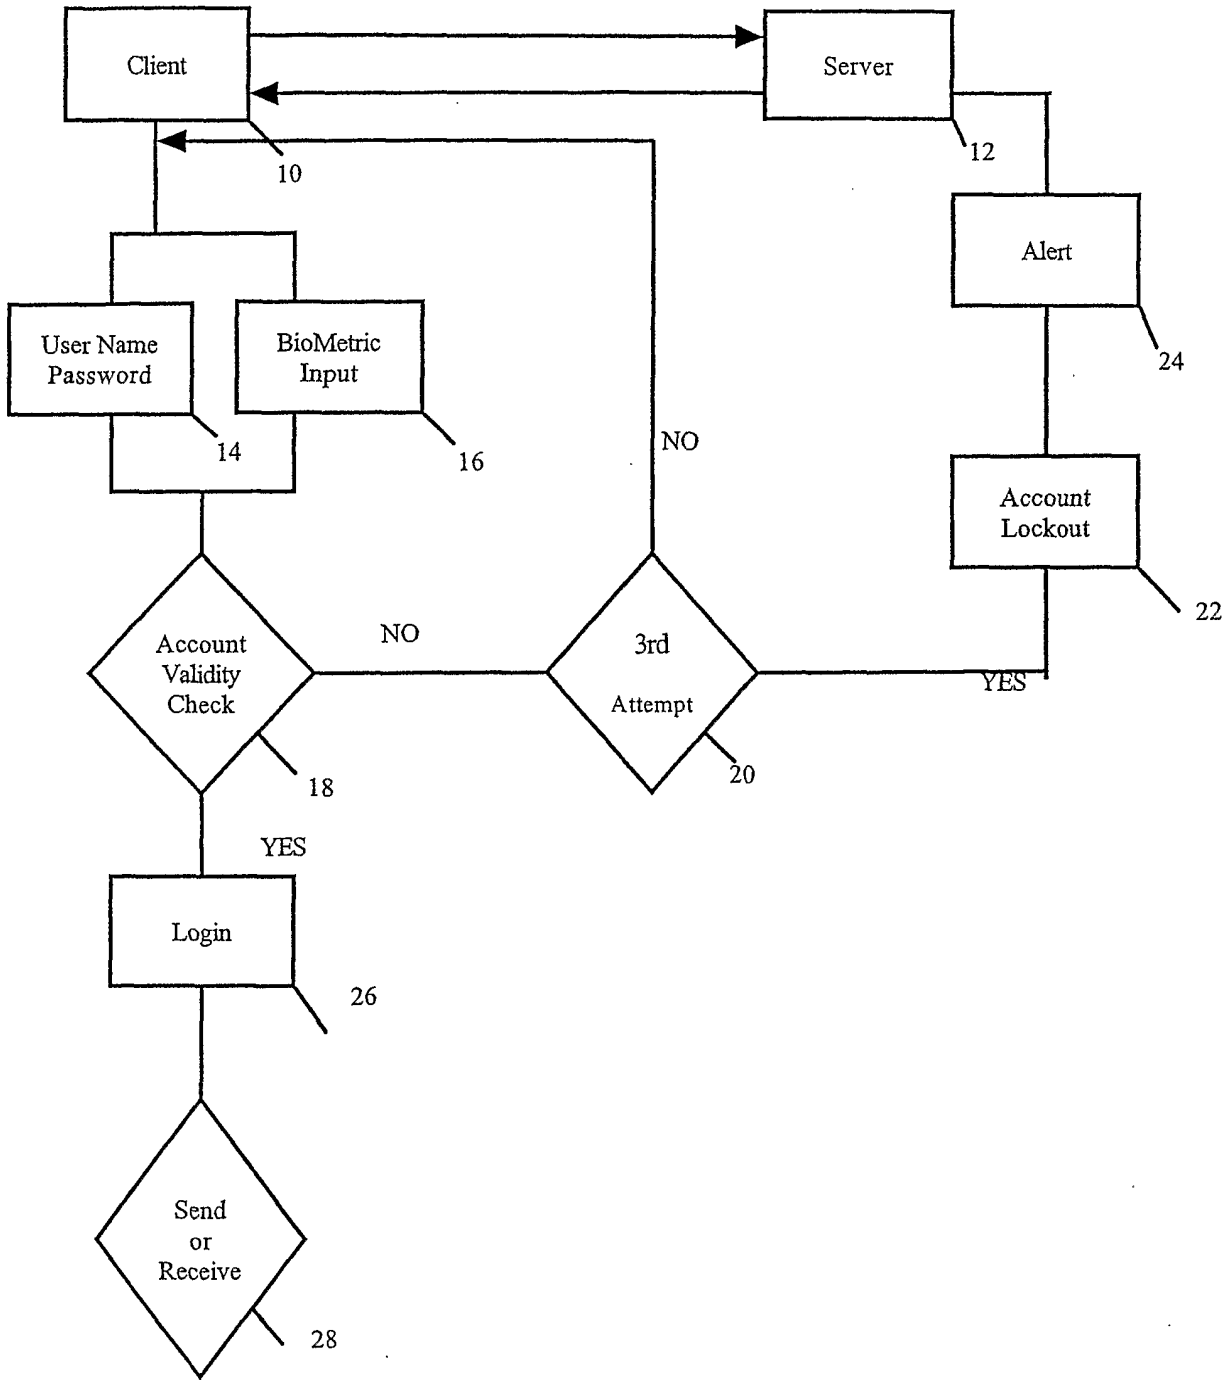 Client
Server
10
12
Alert
24
User Name
Password
14
BioMetric
Input
16
NO
Account
Lockout
22
Account
Validity
Check
18
NO
3rd
Attempt
20
YES
YES
Login
26
Send
or
Receive
28